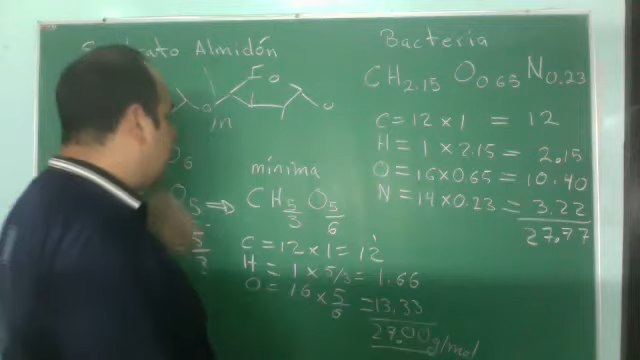 Almidón
O
O
O
)n
O6
O5 ⇒
mínima
CH5/3 O5/6
C = 12 x 1 = 12
H = 1 x 5/3 = 1.66
O = 16 x 5/6 = 13,33
27,00 g/mol
Bacteria
CH2.15 O0.65 N0.23
C = 12 x 1 = 12
H = 1 x 2.15 = 2.15
O = 16 x 0.65 = 10.40
N = 14 x 0.23 = 3.22
27.77